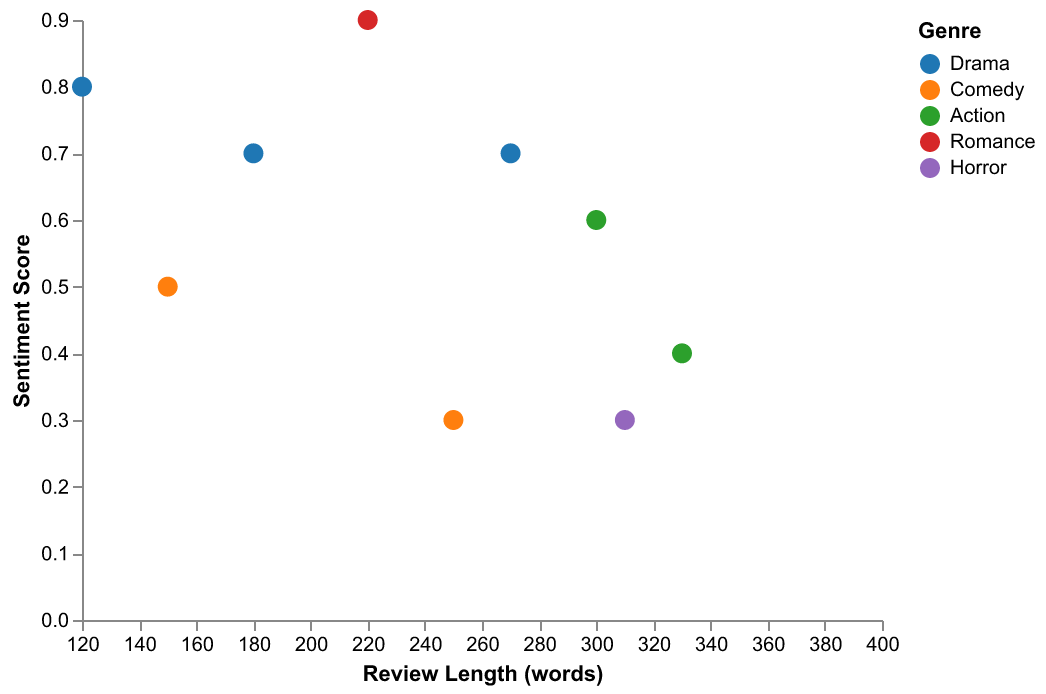 0.9
0.8
0.7
0.6
0.5
0.4
0.3
0.2
0.1
0.0
Sentiment Score
120 140 160 180 200 220 240 260 280 300 320 340 360 380 400
Review Length (words)
Genre
Drama
Comedy
Action
Romance
Horror